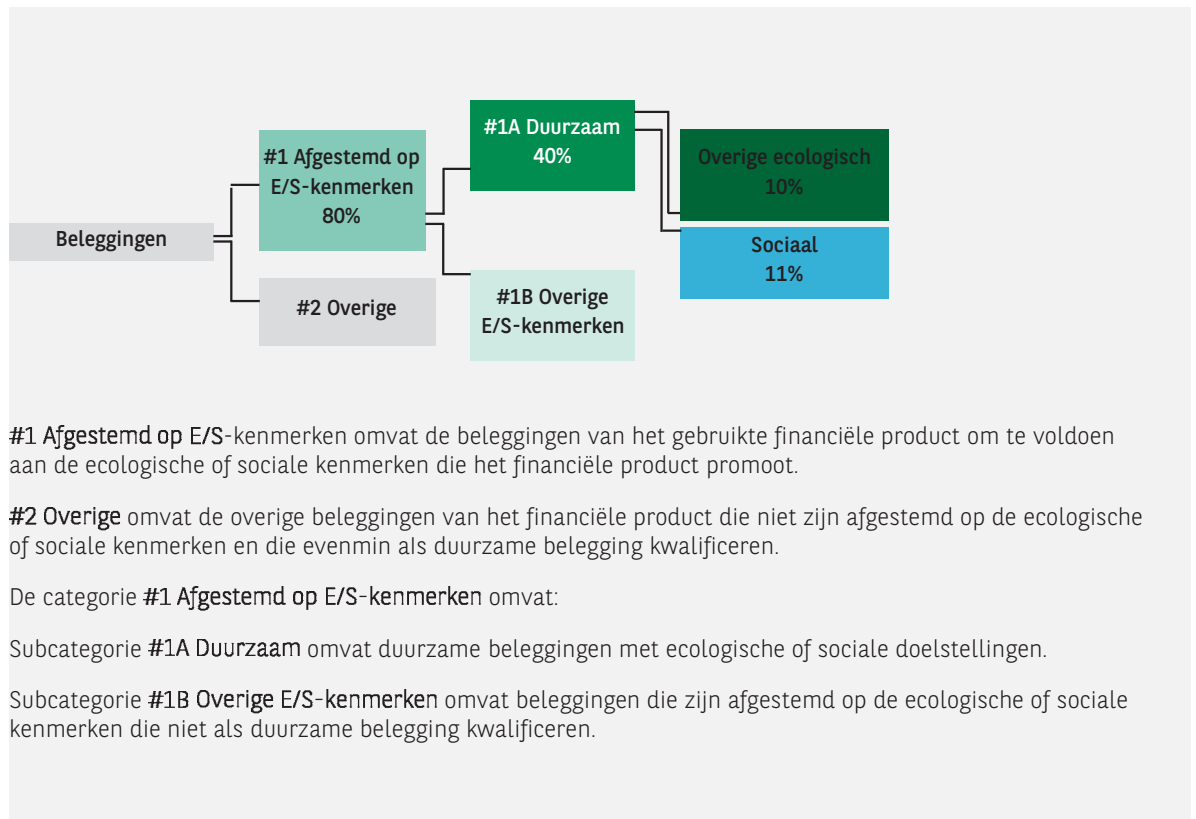 #1A Duurzaam
40%
#1 Afgestemd op
E/S-kenmerken
80%
Overige ecologisch
10%
Beleggingen
Sociaal
11%
#2 Overige
#1B Overige
E/S-kenmerken
#1 Afgestemd op E/S-kenmerken omvat de beleggingen van het gebruikte financiële product om te voldoen
aan de ecologische of sociale kenmerken die het financiële product promoot.
#2 Overige omvat de overige beleggingen van het financiële product die niet zijn afgestemd op de ecologische
of sociale kenmerken en die evenmin als duurzame belegging kwalificeren.
De categorie #1 Afgestemd op E/S-kenmerken omvat:
Subcategorie #1A Duurzaam omvat duurzame beleggingen met ecologische of sociale doelstellingen.
Subcategorie #1B Overige E/S-kenmerken omvat beleggingen die zijn afgestemd op de ecologische of sociale
kenmerken die niet als duurzame belegging kwalificeren.